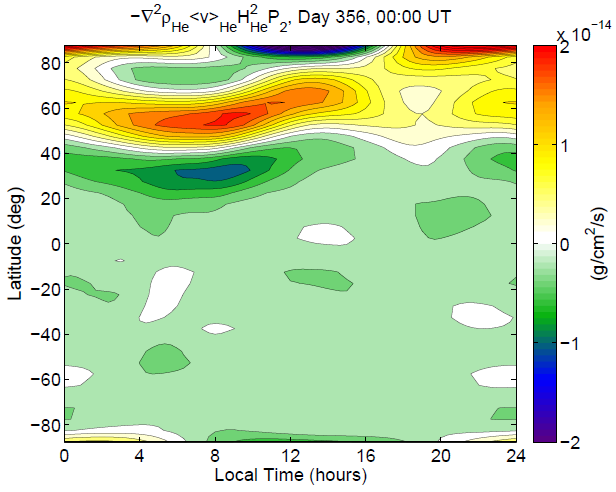 −∇²ρHe<v>HeH²HeP₂, Day 356, 00:00 UT
x 10⁻¹⁴
80
60
40
20
0
−20
−40
−60
−80
Latitude (deg)
0 4 8 12 16 20 24
Local Time (hours)
2
1
0
−1
−2
(g/cm²/s)